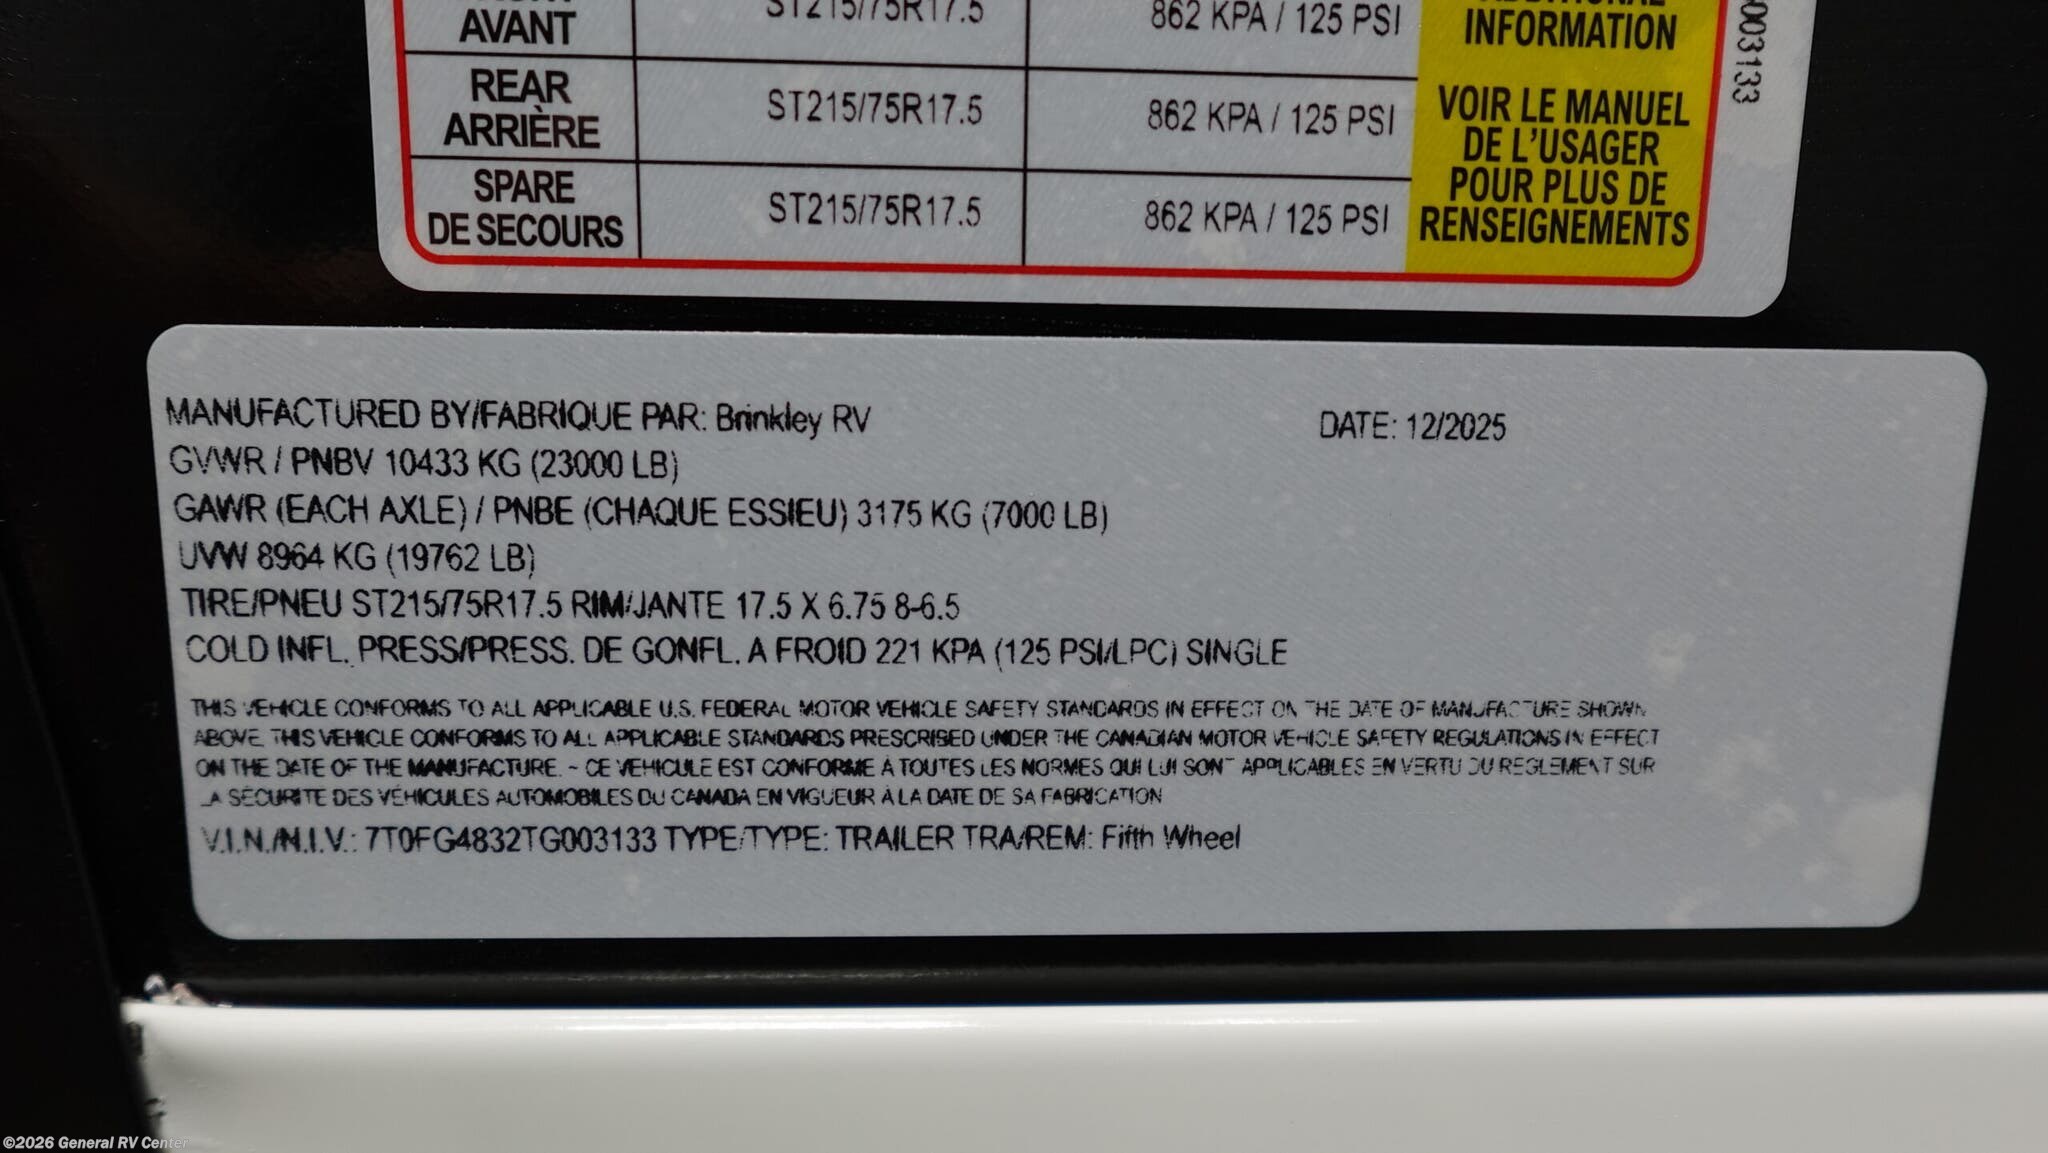 AVANT
ST215/75R17.5
862 KPA / 125 PSI
INFORMATION
REAR
ARRIÈRE
ST215/75R17.5
862 KPA / 125 PSI
SPARE
DE SECOURS
ST215/75R17.5
862 KPA / 125 PSI
VOIR LE MANUEL
DE L'USAGER
POUR PLUS DE
RENSEIGNEMENTS
003133
MANUFACTURED BY/FABRIQUE PAR: Brinkley RV
DATE: 12/2025
GVWR / PNBV 10433 KG (23000 LB)
GAWR (EACH AXLE) / PNBE (CHAQUE ESSIEU) 3175 KG (7000 LB)
UVW 8964 KG (19762 LB)
TIRE/PNEU ST215/75R17.5 RIM/JANTE 17.5 X 6.75 8-6.5
COLD INFL. PRESS/PRESS. DE GONFL. A FROID 221 KPA (125 PSI/LPC) SINGLE
THIS VEHICLE CONFORMS TO ALL APPLICABLE U.S. FEDERAL MOTOR VEHICLE SAFETY STANDARDS IN EFFECT ON THE DATE OF MANUFACTURE SHOWN
ABOVE. THIS VEHICLE CONFORMS TO ALL APPLICABLE STANDARDS PRESCRIBED UNDER THE CANADIAN MOTOR VEHICLE SAFETY REGULATIONS IN EFFECT
ON THE DATE OF THE MANUFACTURE. ~ CE VEHICULE EST CONFORME À TOUTES LES NORMES QUI LUI SONT APPLICABLES EN VERTU DU REGLEMENT SUR
LA SÉCURITE DES VÉHICULES AUTOMOBILES DU CANADA EN VIGUEUR À LA DATE DE SA FABRICATION
V.I.N./N.I.V.: 7T0FG4832TG003133 TYPE/TYPE: TRAILER TRA/REM: Fifth Wheel
©2026 General RV Center